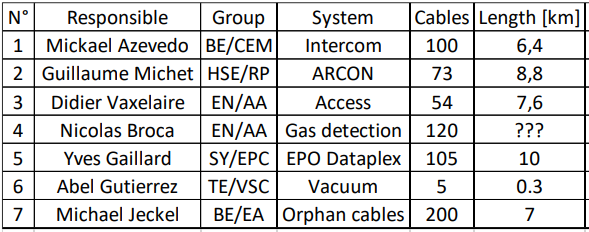 N° Responsible Group System Cables Length [km]
1 Mickael Azevedo BE/CEM Intercom 100 6,4
2 Guillaume Michet HSE/RP ARCON 73 8,8
3 Didier Vaxelaire EN/AA Access 54 7,6
4 Nicolas Broca EN/AA Gas detection 120 ???
5 Yves Gaillard SY/EPC EPO Dataplex 105 10
6 Abel Gutierrez TE/VSC Vacuum 5 0.3
7 Michael Jeckel BE/EA Orphan cables 200 7